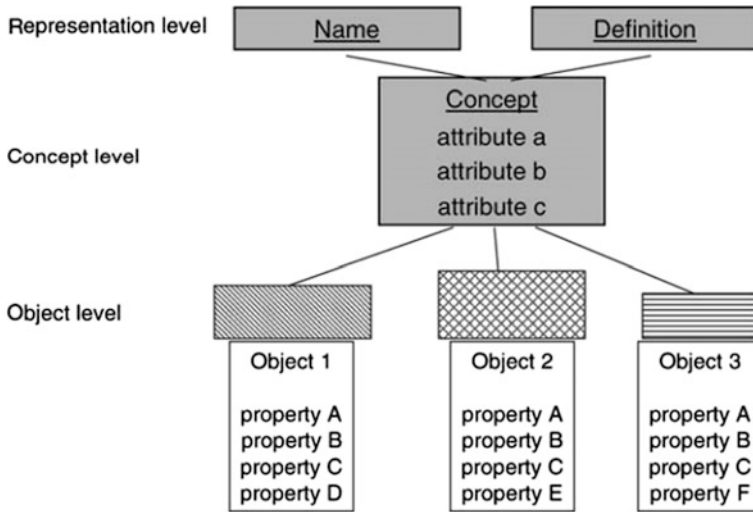 Representation level
Name
Definition
Concept level
Concept
attribute a
attribute b
attribute c
Object level
Object 1
property A
property B
property C
property D
Object 2
property A
property B
property C
property E
Object 3
property A
property B
property C
property F